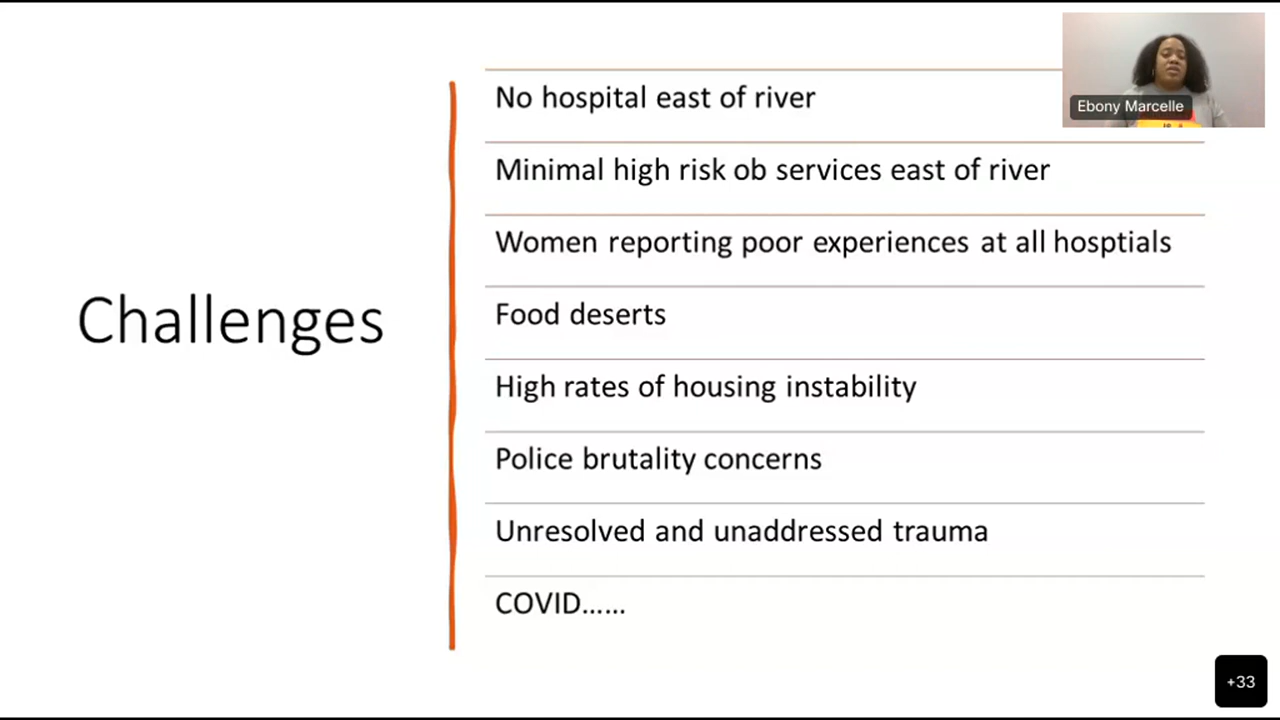 No hospital east of river
Ebony Marcelle
Minimal high risk ob services east of river
Women reporting poor experiences at all hosptials
Challenges
Food deserts
High rates of housing instability
Police brutality concerns
Unresolved and unaddressed trauma
COVID......
+33